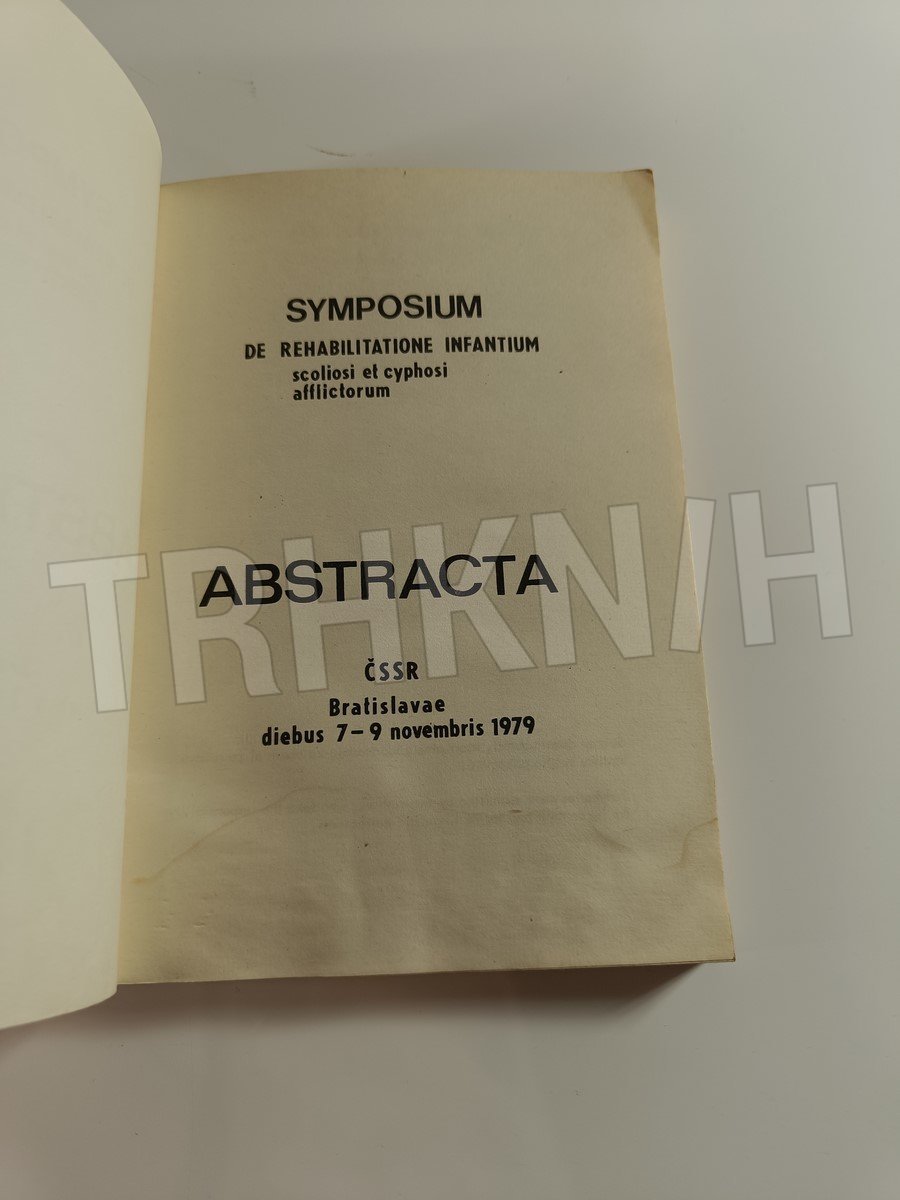 SYMPOSIUM
DE REHABILITATIONE INFANTIUM
scoliosi et cyphosi
afflictorum
ABSTRACTA
TRHKNIH
ČSSR
Bratislavae
diebus 7–9 novembris 1979